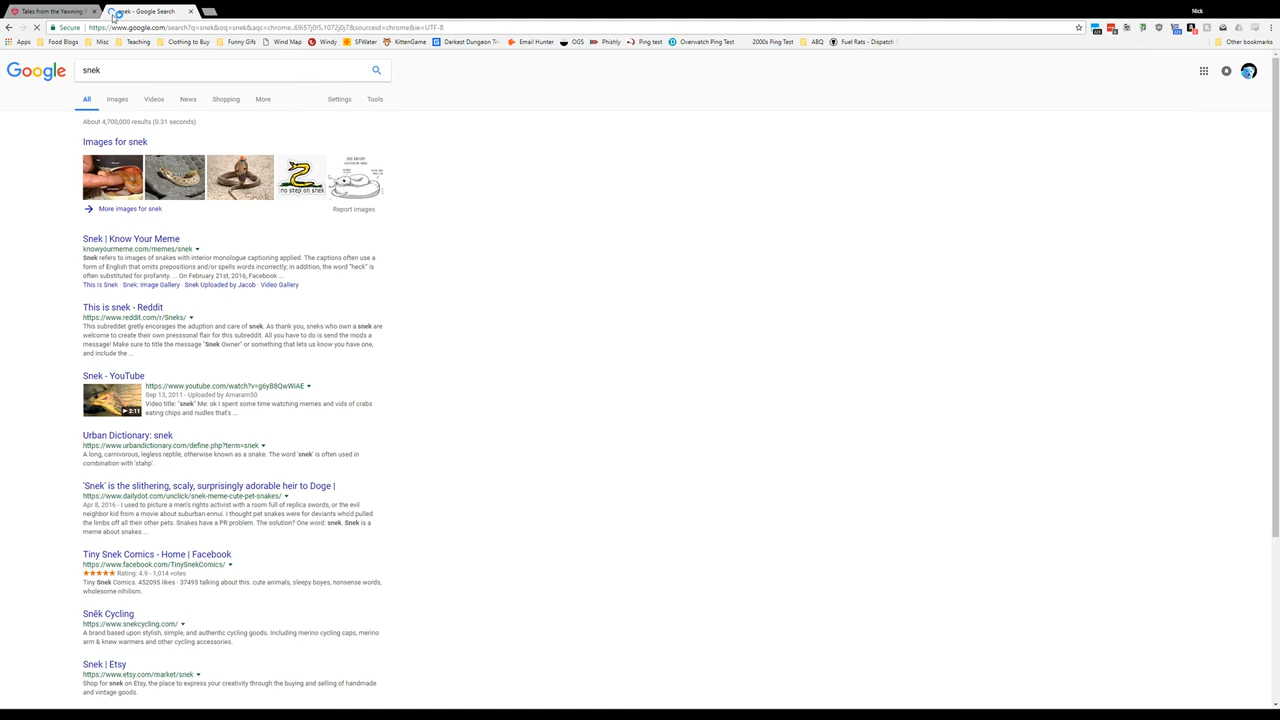 Tales from the Yawning
snek - Google Search
Nick
Secure
https://www.google.com/search?q=snek&oq=snek&aqs=chrome..69i57j0l5.1072j0j7&sourceid=chrome&ie=UTF-8
Apps Food Blogs Misc Teaching Clothing to Buy Funny Gifs Wind Map Windy SFWater KittenGame Darkest Dungeon Email Hunter OGS Phishly Ping test Overwatch Ping Test 2000s Ping Test ABQ Fuel Rats - Dispatch Other bookmarks
Google
snek
All Images Videos News Shopping More Settings Tools
About 4,700,000 results (0.31 seconds)
Images for snek
no step on snek
More images for snek
Report images
Snek | Know Your Meme
knowyourmeme.com/memes/snek
Snek refers to images of snakes with interior monologue captioning applied. The captions often use a
form of English that omits prepositions and/or spells words incorrectly; in addition, the word "heck" is
often substituted for profanity. ... On February 21st, 2016, Facebook ...
This Is Snek · Snek: Image Gallery · Snek Uploaded by Jacob · Video Gallery
This is snek - Reddit
https://www.reddit.com/r/Sneks/
This subreddet gretly encorages the aduption and care of snek. As thank you, sneks who own a snek are
welcome to create their own presssonal flair for this subreddit. All you have to do is send the mods a
message! Make sure to title the message "Snek Owner" or something that lets us know you have one,
and include the ...
Snek - YouTube
https://www.youtube.com/watch?v=g6yB8QwWiAE
Sep 13, 2011 - Uploaded by Amaram50
Video title: "snek" Me: ok I spent some time watching memes and vids of crabs
eating chips and nudles that's ...
2:11
Urban Dictionary: snek
https://www.urbandictionary.com/define.php?term=snek
A long, carnivorous, legless reptile, otherwise known as a snake. The word 'snek' is often used in
combination with 'stahp'.
'Snek' is the slithering, scaly, surprisingly adorable heir to Doge |
https://www.dailydot.com/unclick/snek-meme-cute-pet-snakes/
Apr 8, 2016 - I used to picture a men's rights activist with a room full of replica swords, or the evil
neighbor kid from a movie about suburban ennui. I thought pet snakes were for deviants who'd pulled
the limbs off all their other pets. Snakes have a PR problem. The solution? One word: snek. Snek is a
meme about snakes ...
Tiny Snek Comics - Home | Facebook
https://www.facebook.com/TinySnekComics/
Rating: 4.9 - 1,014 votes
Tiny Snek Comics. 452095 likes · 37495 talking about this. cute animals, sleepy boyes, nonsense words,
wholesome nihilism.
Snēk Cycling
https://www.snekcycling.com/
A brand based upon stylish, simple, and authentic cycling goods. Including merino cycling caps, merino
arm & knew warmers and other cycling accessories.
Snek | Etsy
https://www.etsy.com/market/snek
Shop for snek on Etsy, the place to express your creativity through the buying and selling of handmade
and vintage goods.